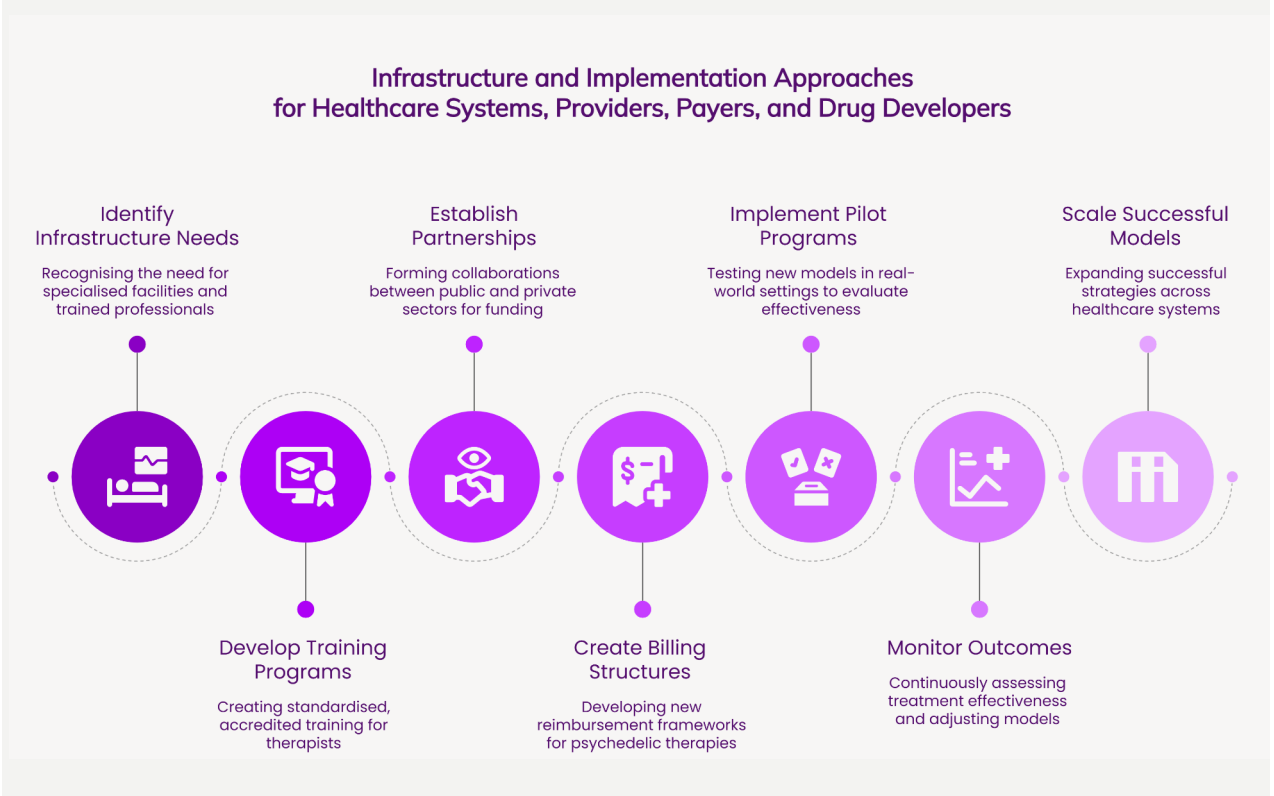 Infrastructure and Implementation Approaches
for Healthcare Systems, Providers, Payers, and Drug Developers
Identify
Infrastructure Needs
Recognising the need for
specialised facilities and
trained professionals
Develop Training
Programs
Creating standardised,
accredited training for
therapists
Establish
Partnerships
Forming collaborations
between public and private
sectors for funding
Create Billing
Structures
Developing new
reimbursement frameworks
for psychedelic therapies
Implement Pilot
Programs
Testing new models in real-
world settings to evaluate
effectiveness
Monitor Outcomes
Continuously assessing
treatment effectiveness
and adjusting models
Scale Successful
Models
Expanding successful
strategies across
healthcare systems